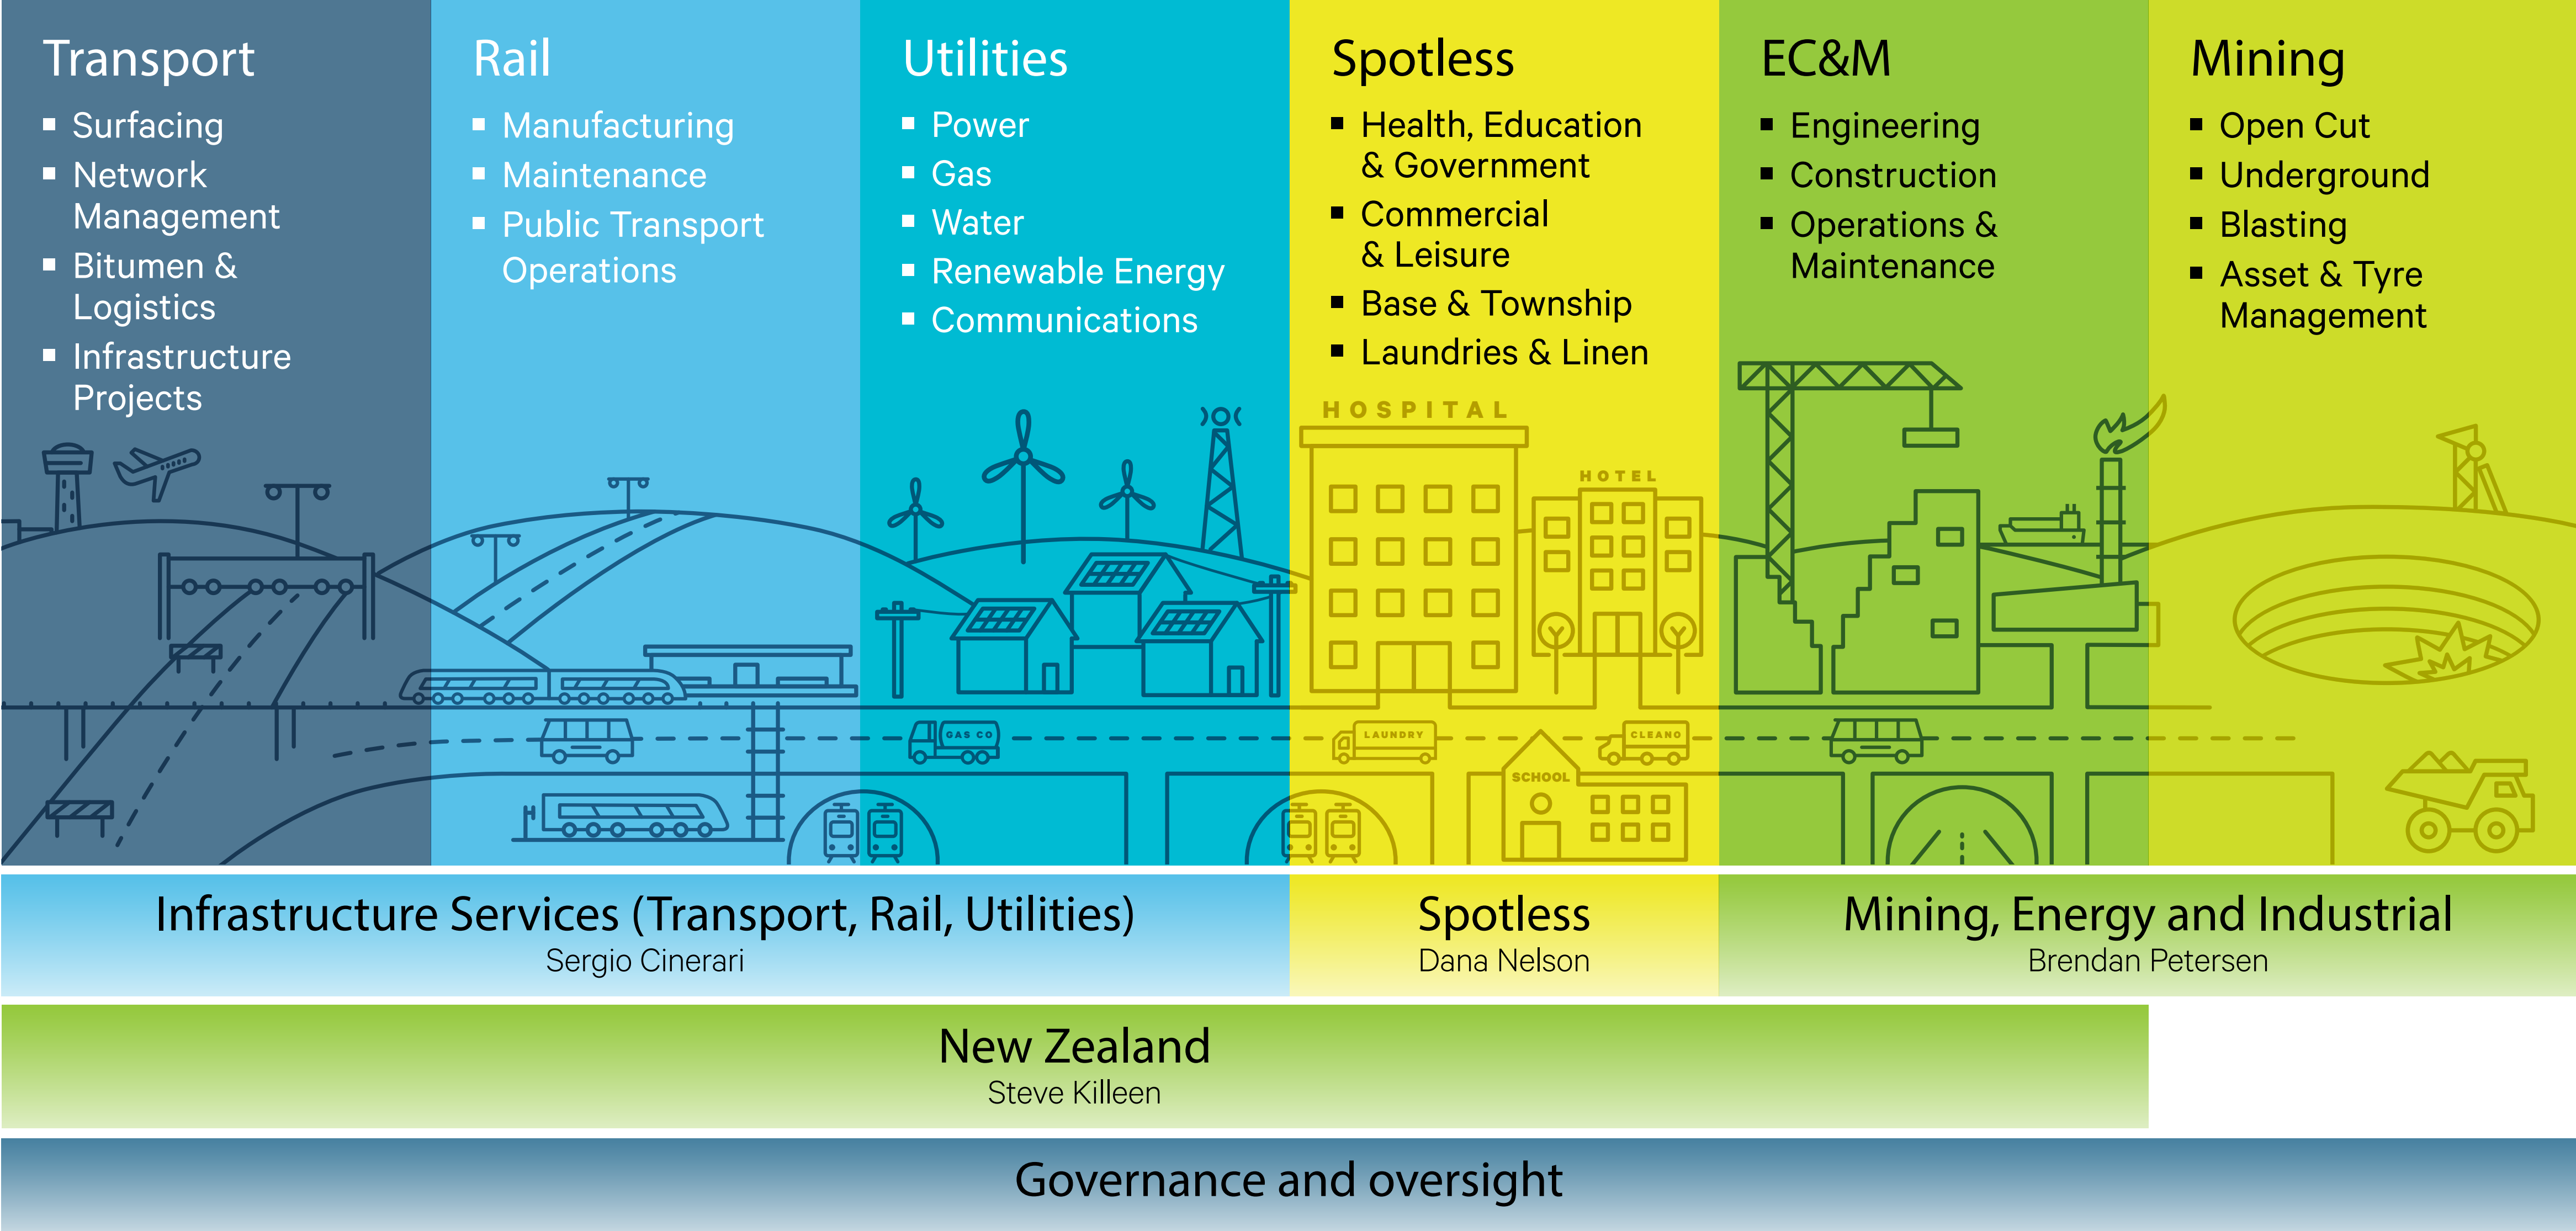 Transport
Surfacing
Network
Management
Bitumen &
Logistics
Infrastructure
Projects
Rail
Manufacturing
Maintenance
Public Transport
Operations
Utilities
Power
Gas
Water
Renewable Energy
Communications
Spotless
Health, Education
& Government
Commercial
& Leisure
Base & Township
Laundries & Linen
EC&M
Engineering
Construction
Operations &
Maintenance
Mining
Open Cut
Underground
Blasting
Asset & Tyre
Management
HOSPITAL
HOTEL
GAS CO
LAUNDRY
CLEANO
SCHOOL
Infrastructure Services (Transport, Rail, Utilities)
Sergio Cinerari
Spotless
Dana Nelson
Mining, Energy and Industrial
Brendan Petersen
New Zealand
Steve Killeen
Governance and oversight